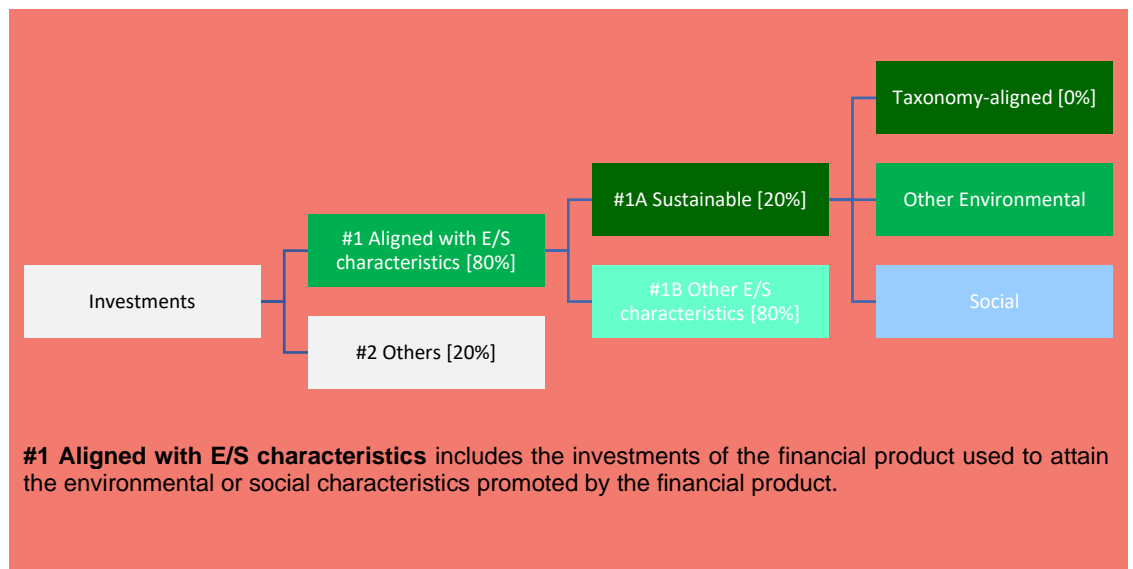 Investments
#1 Aligned with E/S
characteristics [80%]
#2 Others [20%]
#1A Sustainable [20%]
#1B Other E/S
characteristics [80%]
Taxonomy-aligned [0%]
Other Environmental
Social
#1 Aligned with E/S characteristics includes the investments of the financial product used to attain
the environmental or social characteristics promoted by the financial product.